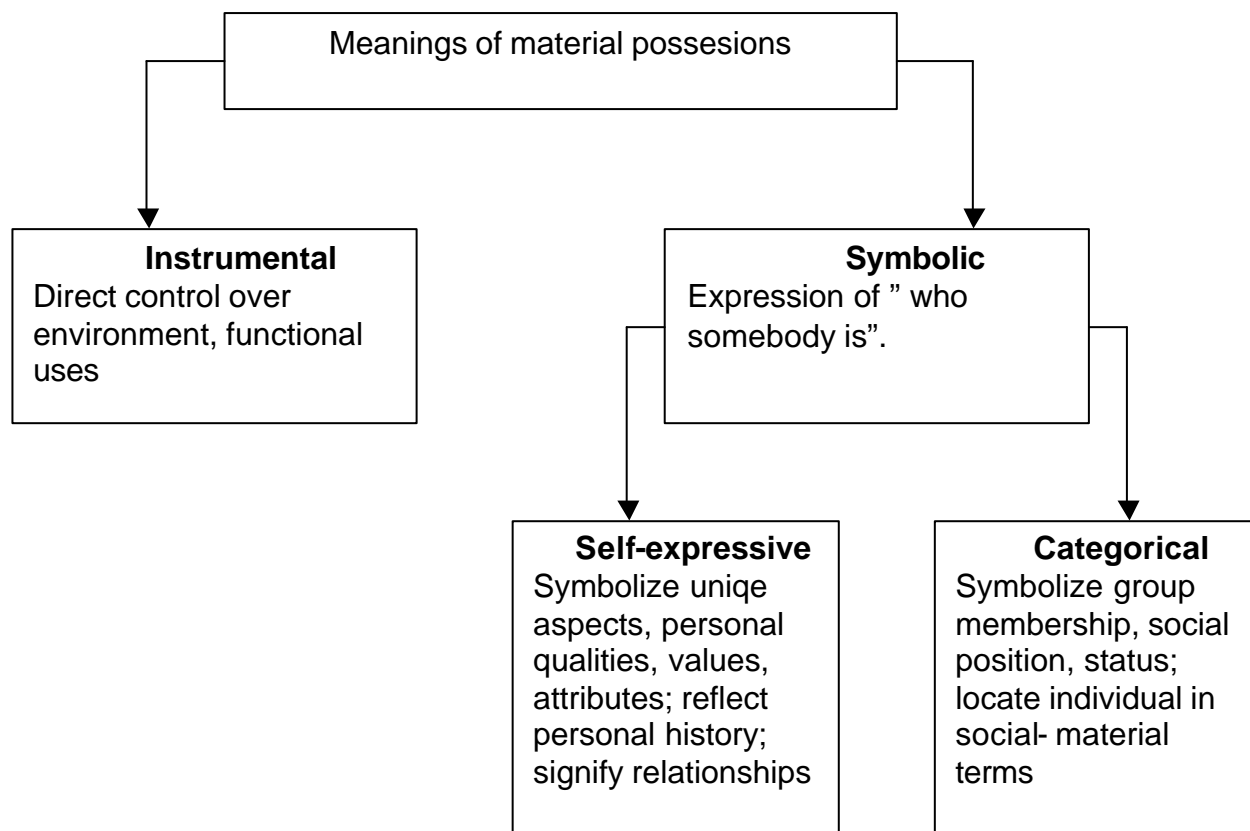 Meanings of material possesions
Instrumental
Direct control over
environment, functional
uses
Symbolic
Expression of ” who
somebody is”.
Self-expressive
Symbolize uniqe
aspects, personal
qualities, values,
attributes; reflect
personal history;
signify relationships
Categorical
Symbolize group
membership, social
position, status;
locate individual in
social- material
terms